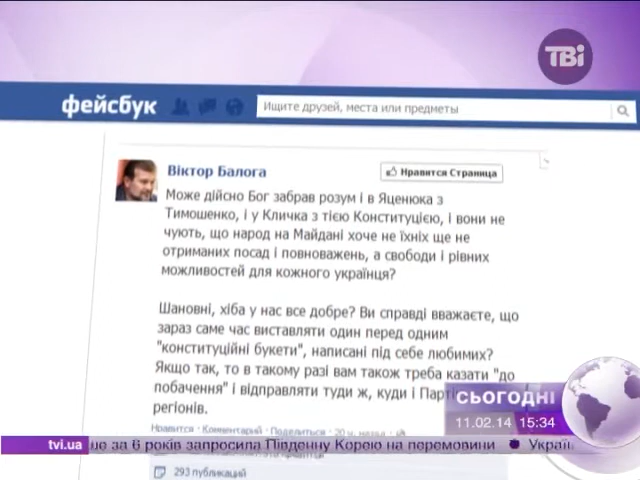 ТВі
фейсбук
Ищите друзей, места или предметы
Віктор Балога
Нравится Страница
Може дійсно Бог забрав розум і в Яценюка з
Тимошенко, і у Кличка з тією Конституцією, і вони не
чують, що народ на Майдані хоче не їхніх ще не
отриманих посад і повноважень, а свободи і рівних
можливостей для кожного українця?
Шановні, хіба у нас все добре? Ви справді вважаєте, що
зараз саме час виставляти один перед одним
"конституційні букети", написані під себе любимих?
Якщо так, то в такому разі вам також треба казати "до
побачення" і відправляти туди ж, куди і
регіонів.
СЬОГОДНІ
11.02.14 15:34
Нравится · Комментарий · Поделиться · 20 ч. назад
tvi.ua за 6 років запросила Південну Корею на перемовини
293 публикаций